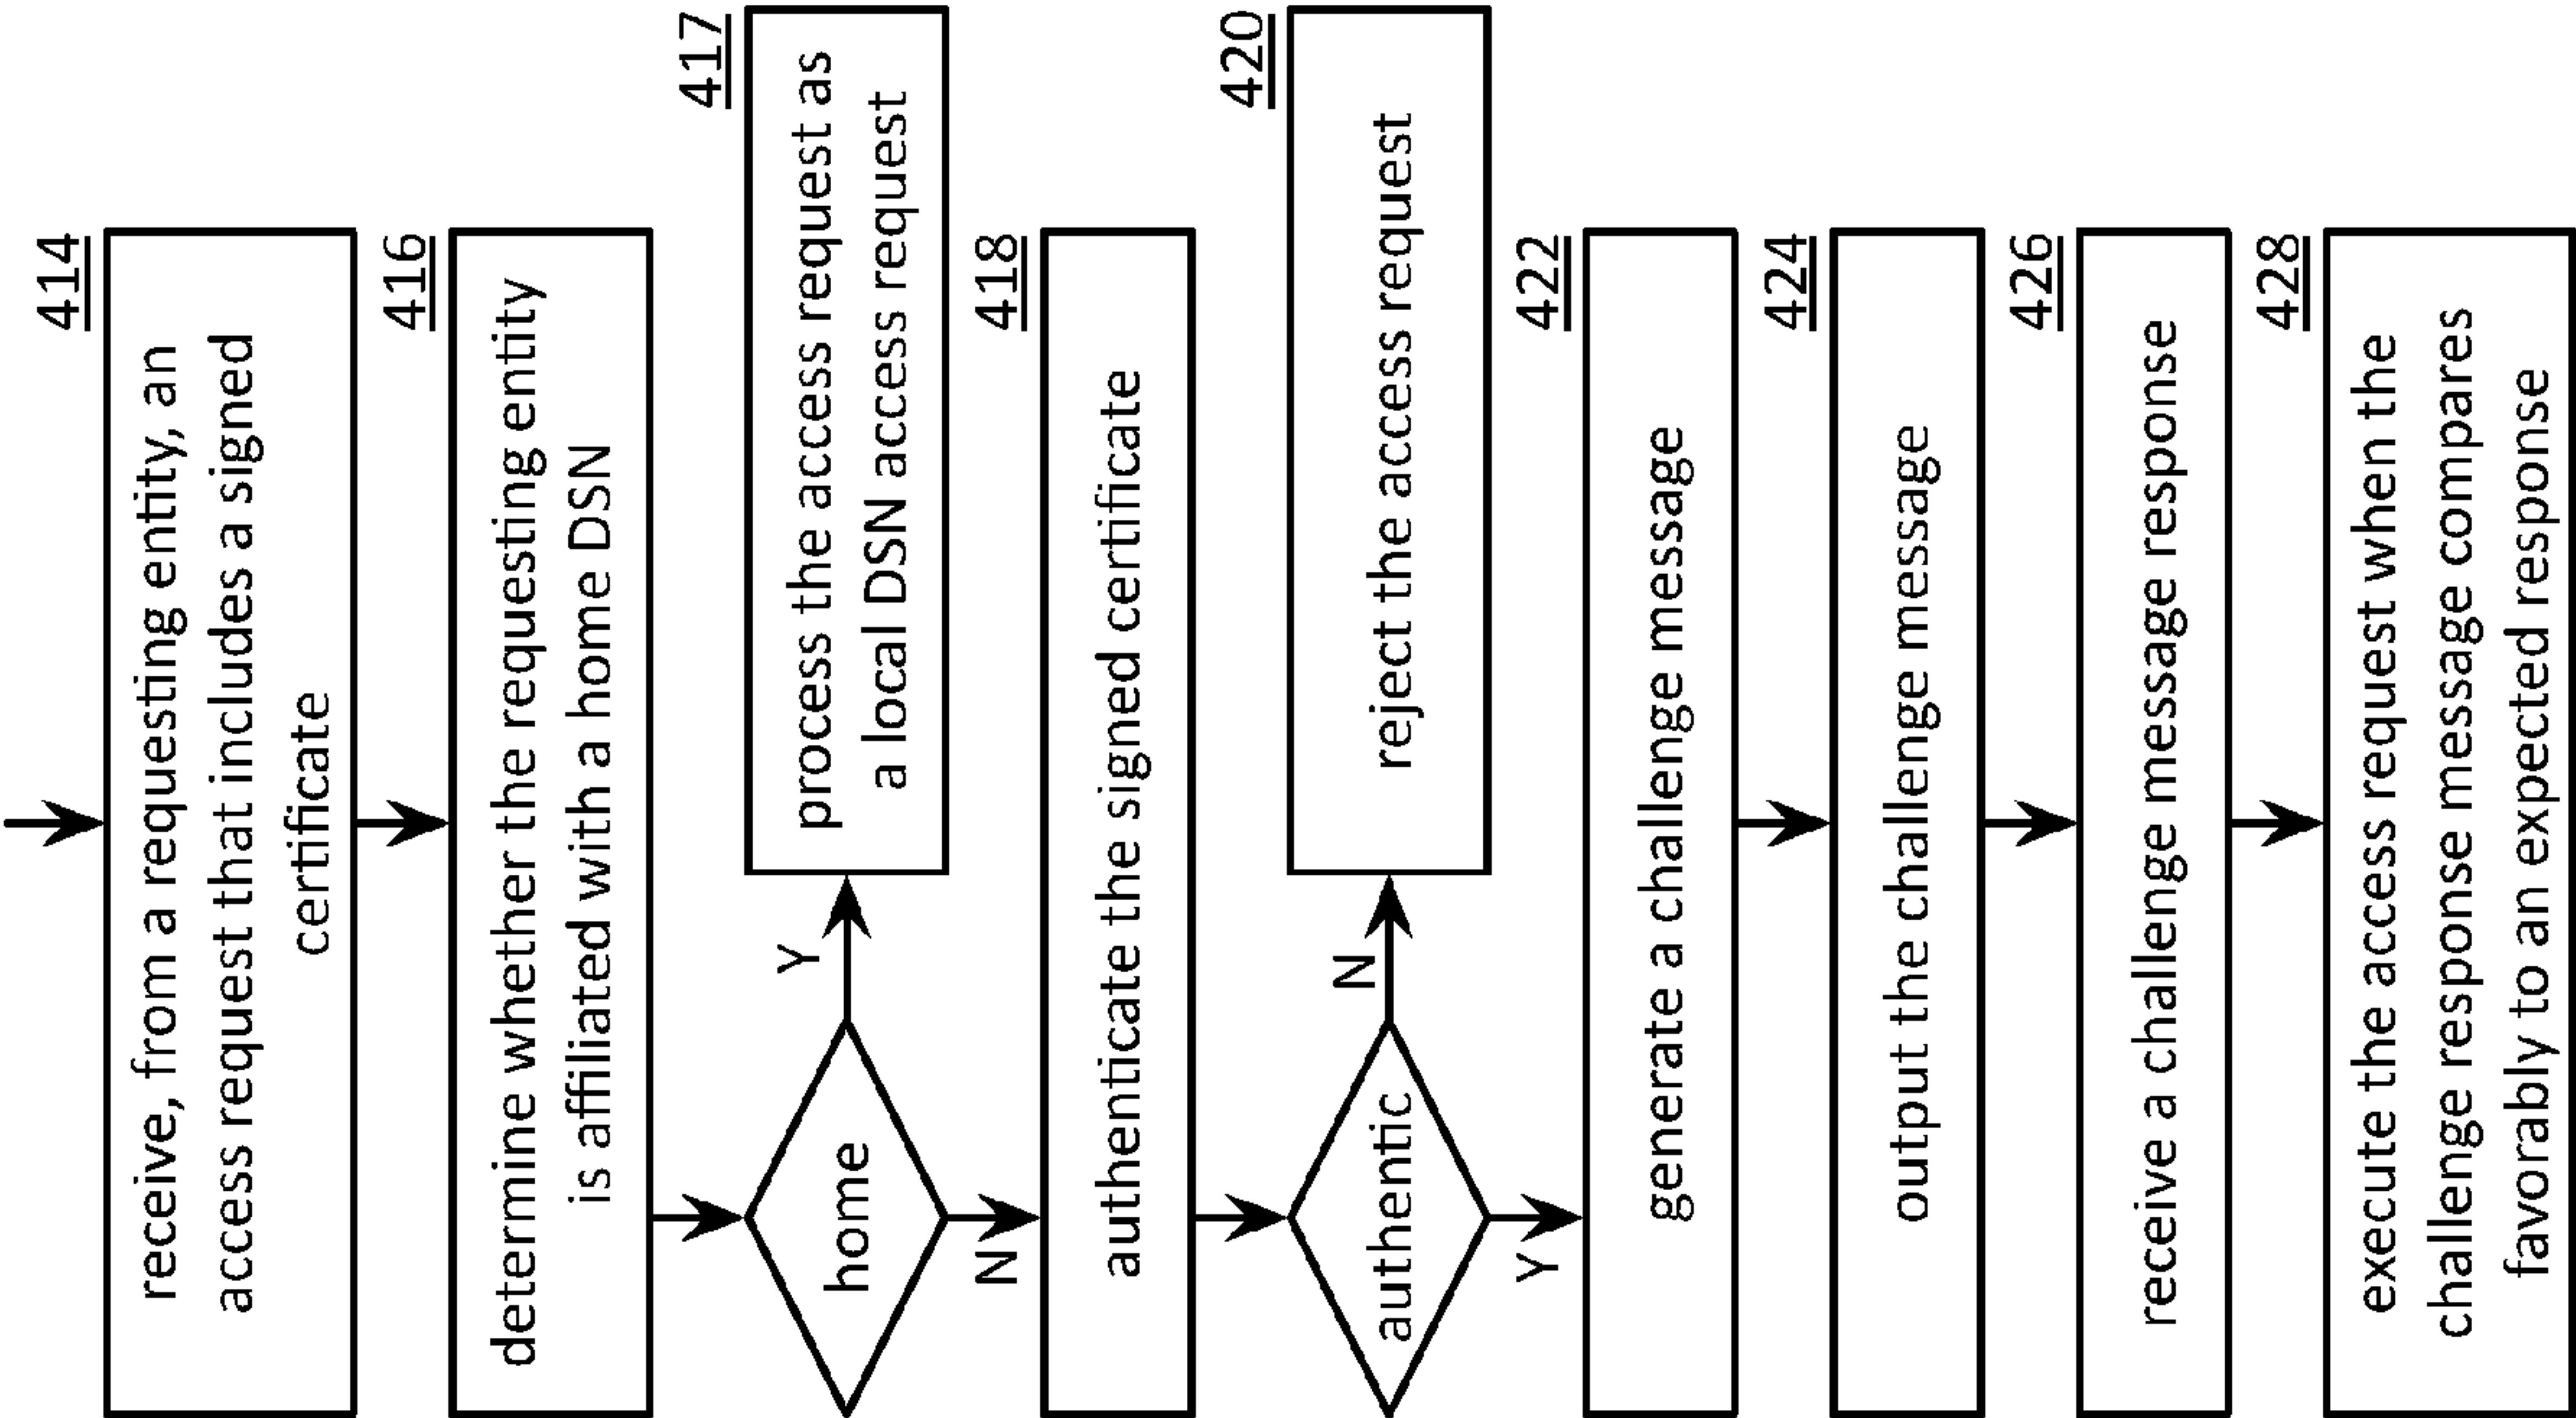 414
receive, from a requesting entity, an
access request that includes a signed
certificate
416
determine whether the requesting entity
is affiliated with a home DSN
home
Y
417
process the access request as
a local DSN access request
N
418
authenticate the signed certificate
authentic
N
420
reject the access request
Y
422
generate a challenge message
424
output the challenge message
426
receive a challenge message response
428
execute the access request when the
challenge response message compares
favorably to an expected response